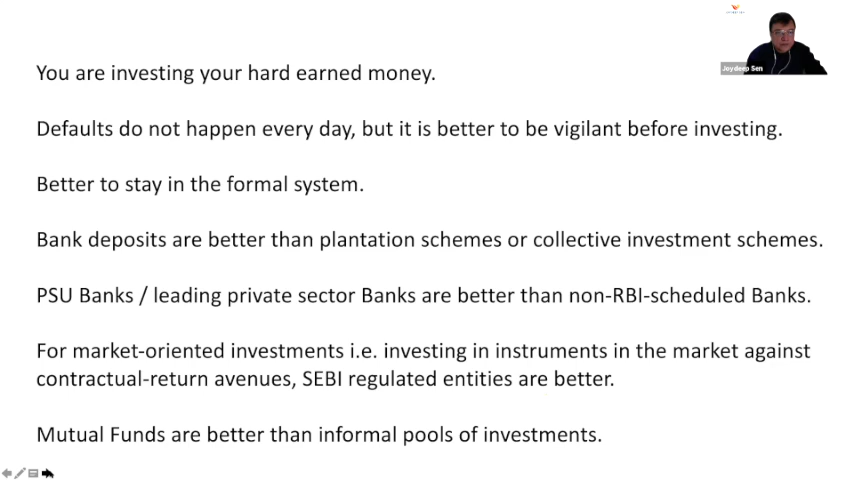 Joydeep Sen
You are investing your hard earned money.
Defaults do not happen every day, but it is better to be vigilant before investing.
Better to stay in the formal system.
Bank deposits are better than plantation schemes or collective investment schemes.
PSU Banks / leading private sector Banks are better than non-RBI-scheduled Banks.
For market-oriented investments i.e. investing in instruments in the market against
contractual-return avenues, SEBI regulated entities are better.
Mutual Funds are better than informal pools of investments.